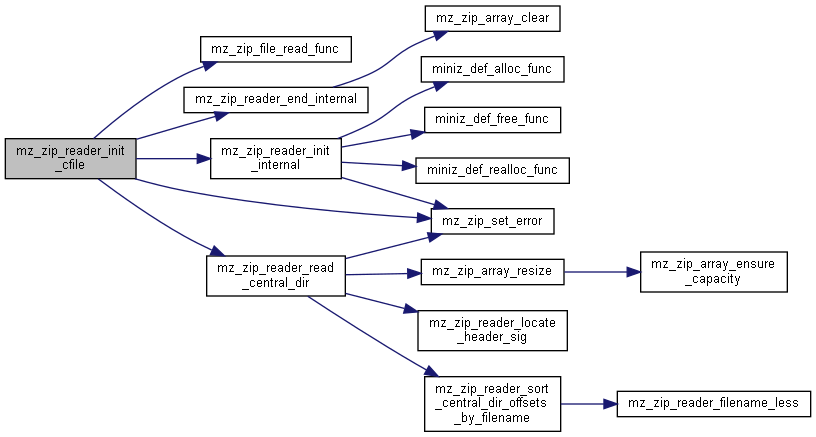 mz_zip_array_clear
mz_zip_file_read_func
miniz_def_alloc_func
mz_zip_reader_end_internal
miniz_def_free_func
mz_zip_reader_init
_cfile
mz_zip_reader_init
_internal
miniz_def_realloc_func
mz_zip_set_error
mz_zip_reader_read
_central_dir
mz_zip_array_resize
mz_zip_array_ensure
_capacity
mz_zip_reader_locate
_header_sig
mz_zip_reader_sort
_central_dir_offsets
_by_filename
mz_zip_reader_filename_less